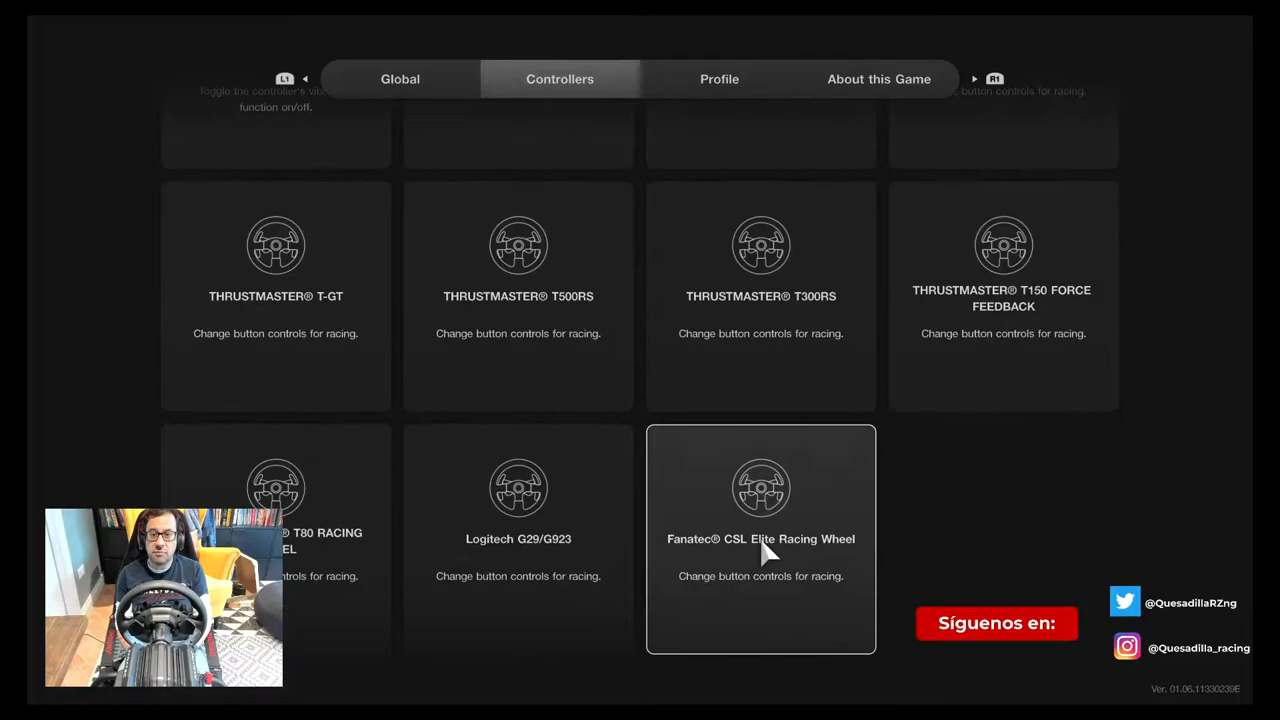 L1
Global
Controllers
Profile
About this Game
R1
Toggle the controller's
function on/off.
button controls for racing.
THRUSTMASTER® T-GT
Change button controls for racing.
THRUSTMASTER® T500RS
Change button controls for racing.
THRUSTMASTER® T300RS
Change button controls for racing.
THRUSTMASTER® T150 FORCE
FEEDBACK
Change button controls for racing.
® T80 RACING
EL
ntrols for racing.
Logitech G29/G923
Change button controls for racing.
Fanatec® CSL Elite Racing Wheel
Change button controls for racing.
Síguenos en:
@QuesadillaRZng
@Quesadilla_racing
Ver. 01.06.11330239E